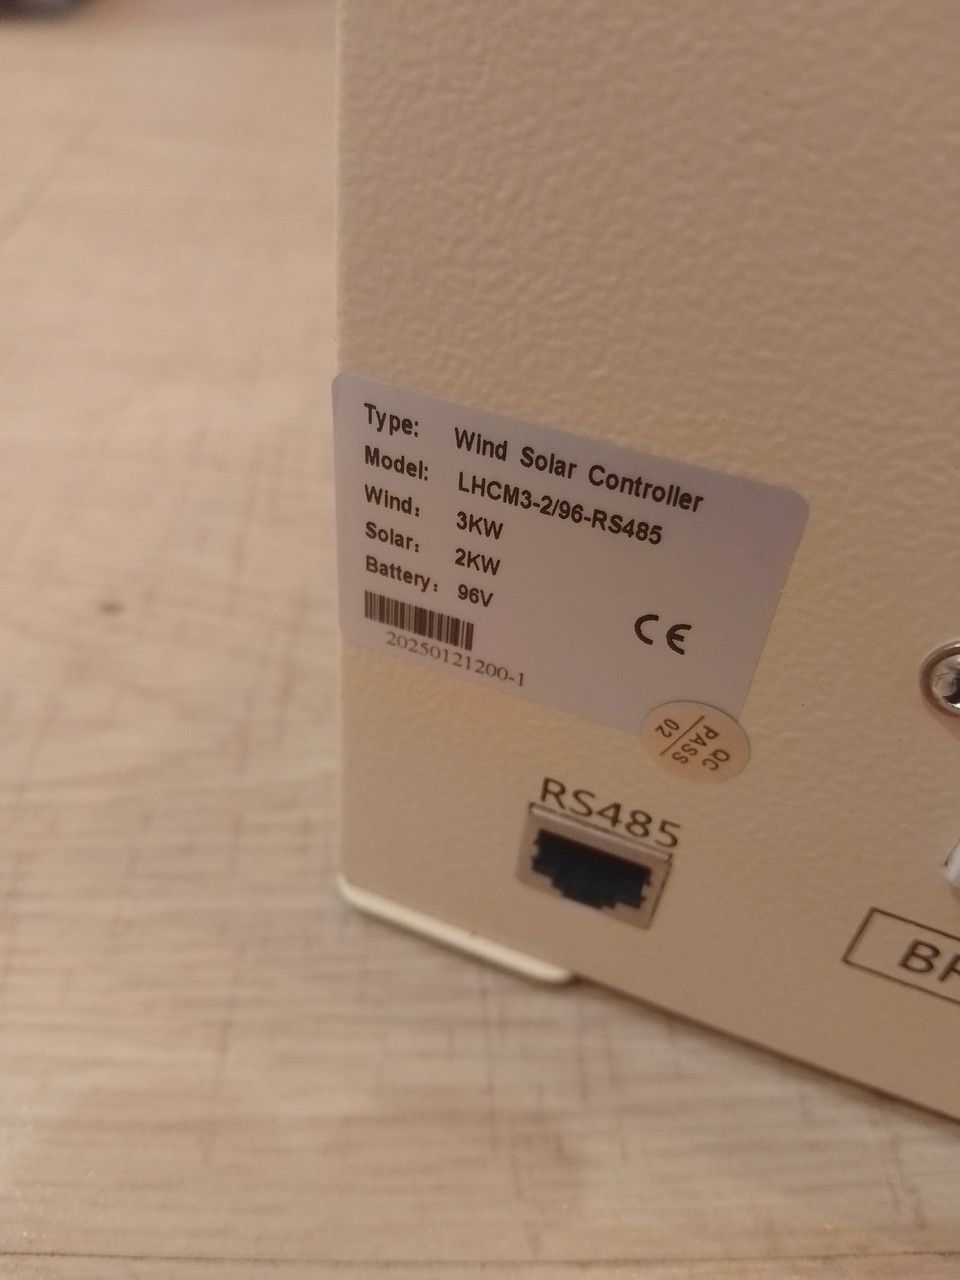 Type: Wind Solar Controller
Model: LHCM3-2/96-RS485
Wind: 3KW
Solar: 2KW
Battery: 96V
CE
20250121200-1
QC
PASS
02
RS485